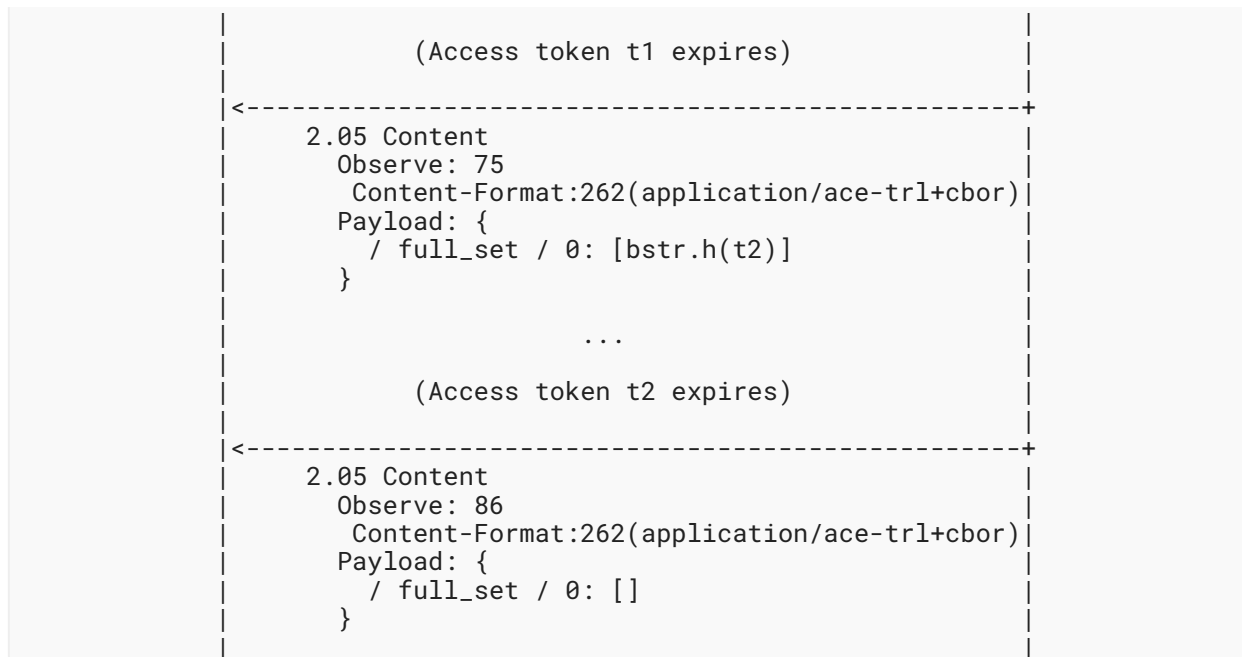 (Access token t1 expires)
<--------------------------------------------------+
2.05 Content
Observe: 75
Content-Format:262(application/ace-trl+cbor)
Payload: {
/ full_set / 0: [bstr.h(t2)]
}
...
(Access token t2 expires)
<--------------------------------------------------+
2.05 Content
Observe: 86
Content-Format:262(application/ace-trl+cbor)
Payload: {
/ full_set / 0: []
}